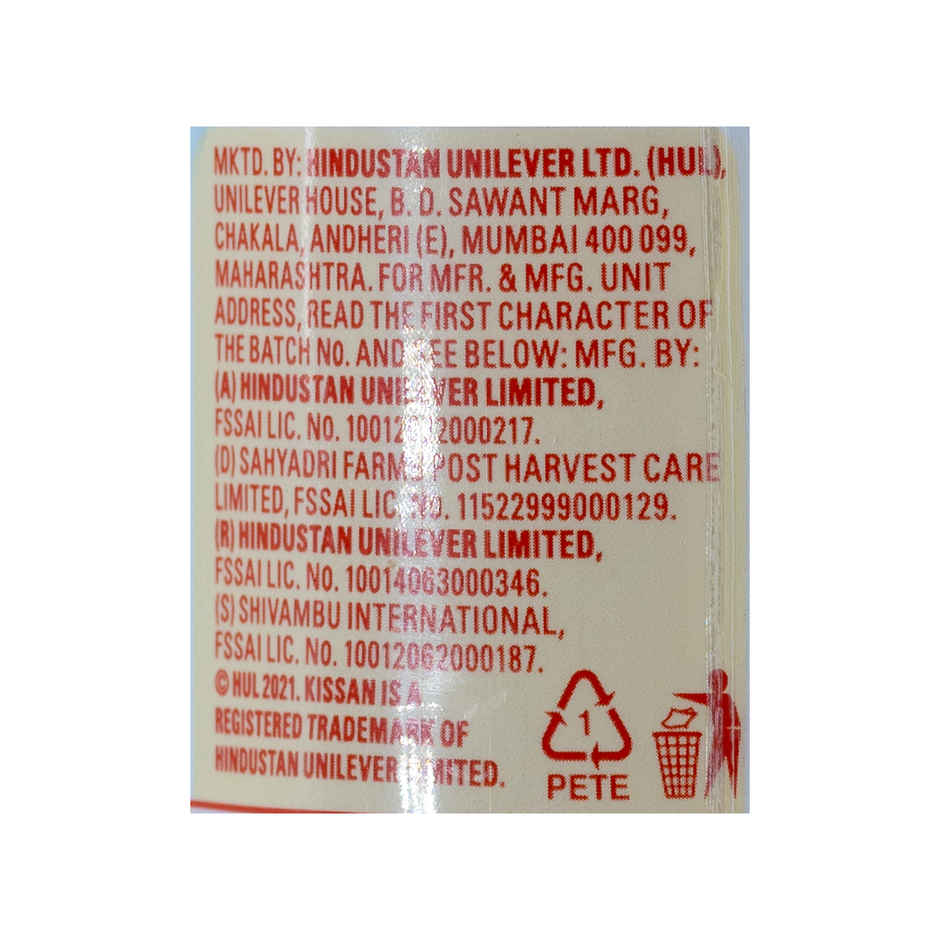 MKTD. BY: HINDUSTAN UNILEVER LTD. (HUL),
UNILEVER HOUSE, B. D. SAWANT MARG,
CHAKALA, ANDHERI (E), MUMBAI 400 099,
MAHARASHTRA. FOR MFR. & MFG. UNIT
ADDRESS, READ THE FIRST CHARACTER OF
THE BATCH No. AND SEE BELOW: MFG. BY:
(A) HINDUSTAN UNILEVER LIMITED,
FSSAI LIC. No.
(D) SAHYADRI FARMS POST HARVEST CARE
LIMITED, FSSAI LIC. No. 11522999000129.
(R) HINDUSTAN UNILEVER LIMITED,
FSSAI LIC. No. 10014063000346.
(S) SHIVAMBU INTERNATIONAL,
FSSAI LIC. No. 10012062000187.
© HUL 2021. KISSAN IS A
REGISTERED TRADEMARK OF
HINDUSTAN UNILEVER LIMITED.
1
PETE